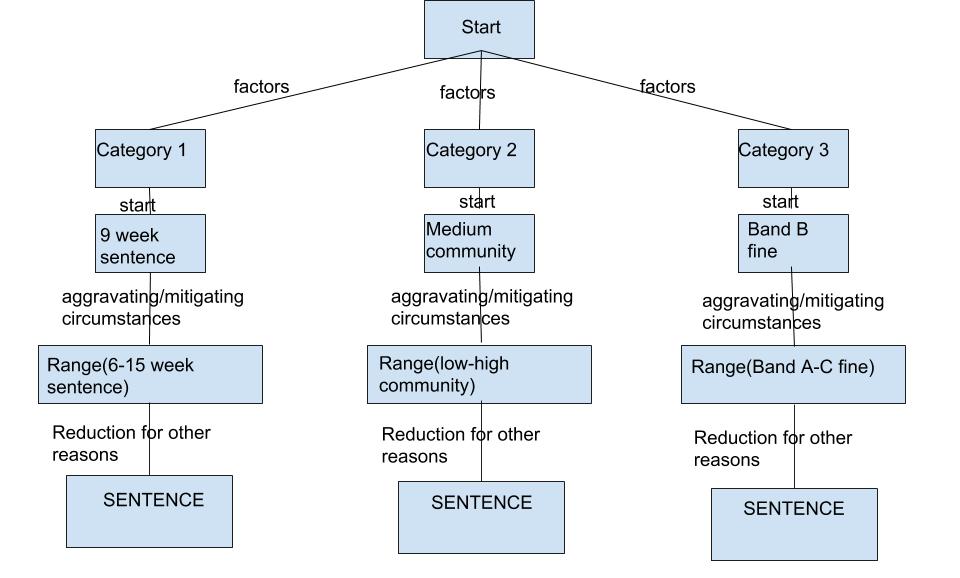 Start
factors
factors
factors
Category 1
Category 2
Category 3
start
start
start
9 week
sentence
Medium
community
Band B
fine
aggravating/mitigating
circumstances
aggravating/mitigating
circumstances
aggravating/mitigating
circumstances
Range(6-15 week
sentence)
Range(low-high
community)
Range(Band A-C fine)
Reduction for other
reasons
Reduction for other
reasons
Reduction for other
reasons
SENTENCE
SENTENCE
SENTENCE